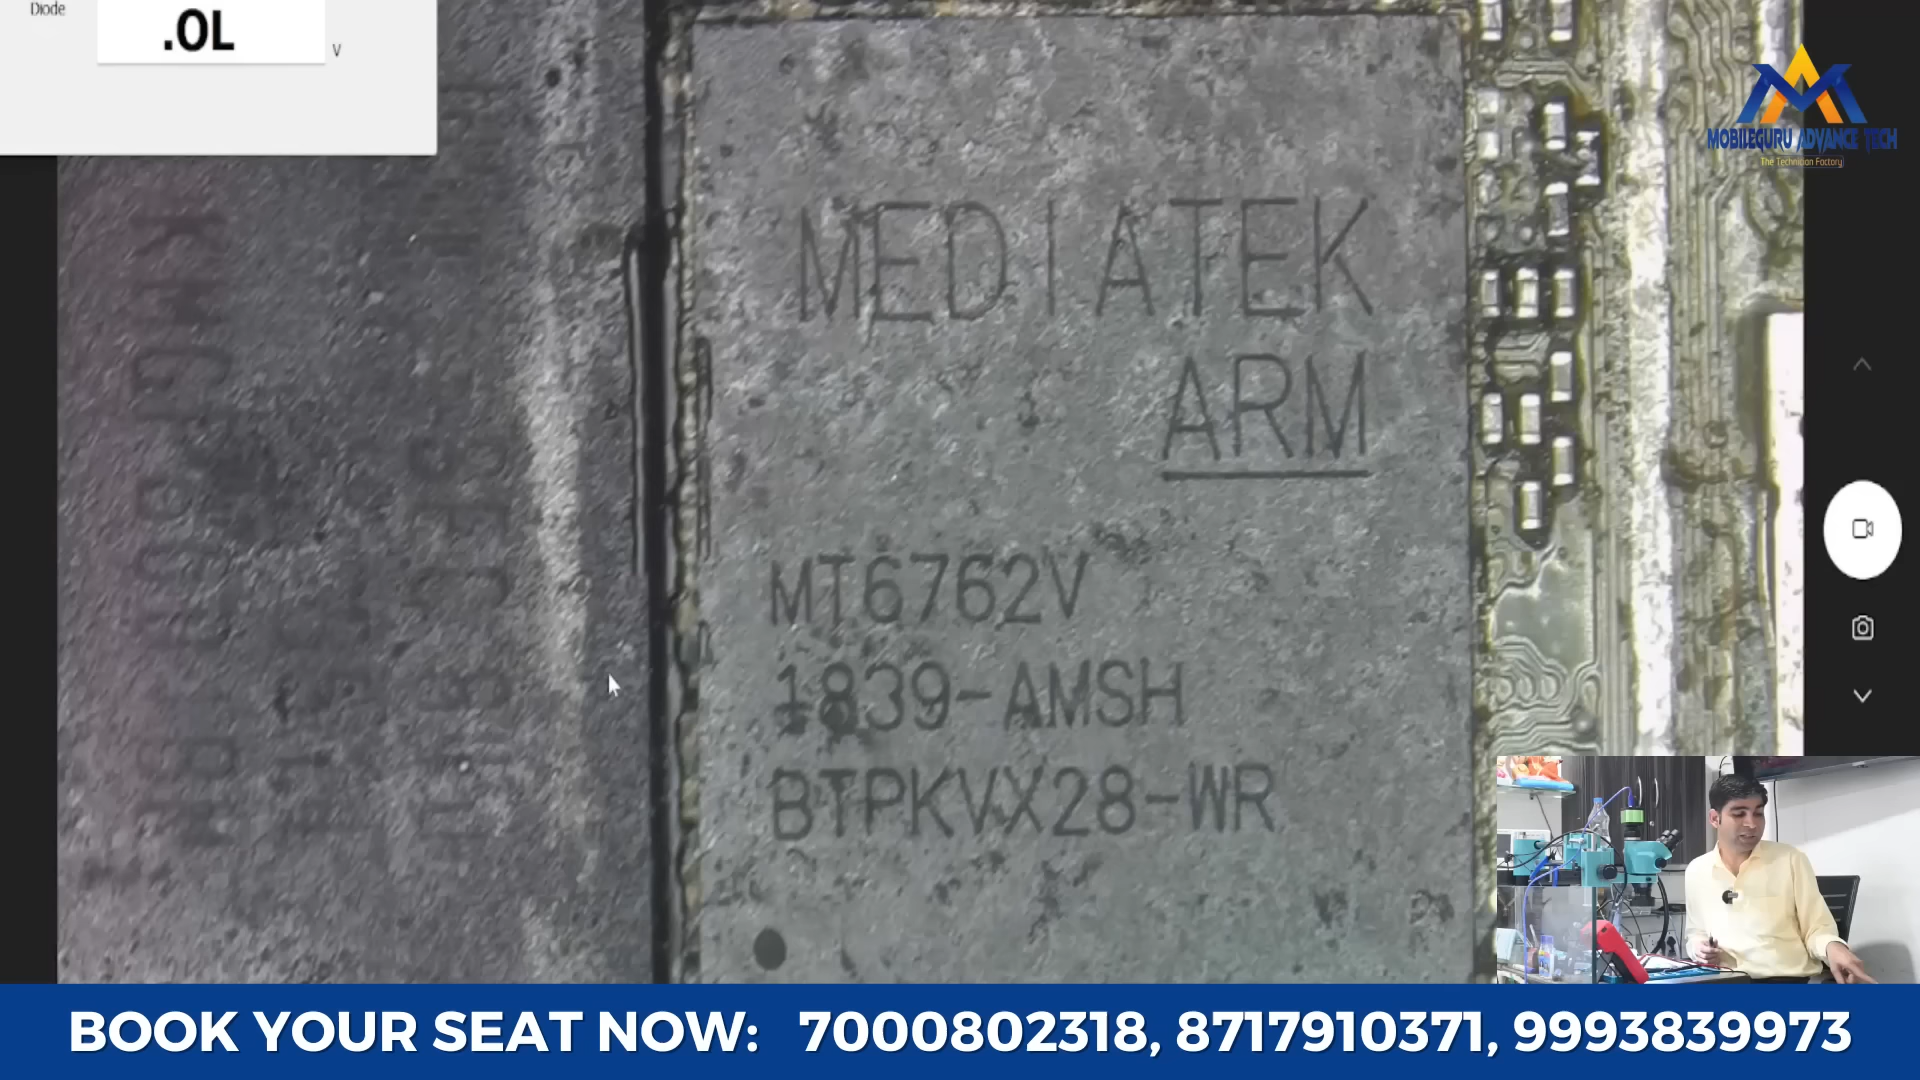 Diode
.OL
V
MOBILEGURU ADVANCE TECH
The Technician Factory
MEDIATEK
ARM
MT6762V
1839-AMSH
BTPKVX28-WR
BOOK YOUR SEAT NOW: 7000802318, 8717910371, 9993839973